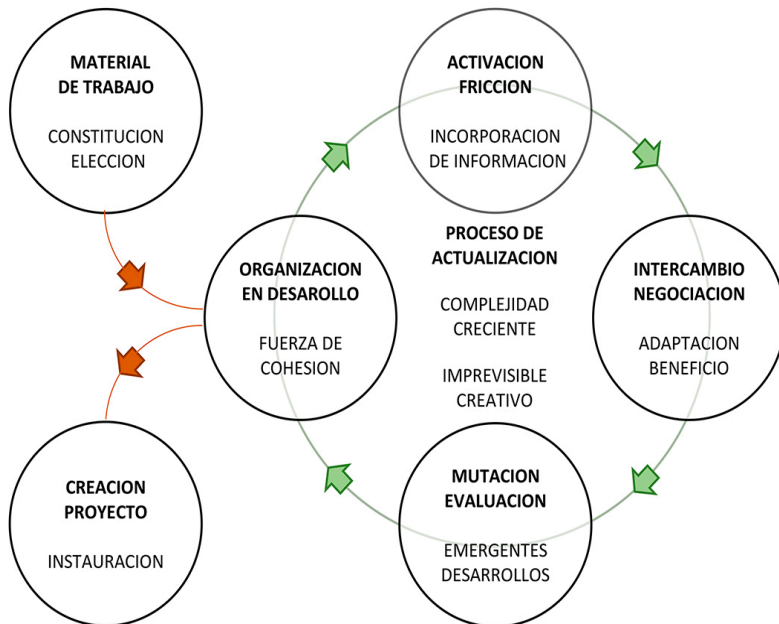 MATERIAL
DE TRABAJO
CONSTITUCION
ELECCION
ACTIVACION
FRICCION
INCORPORACION
DE INFORMACION
ORGANIZACION
EN DESAROLLO
FUERZA DE
COHESION
PROCESO DE
ACTUALIZACION
COMPLEJIDAD
CRECIENTE
IMPREVISIBLE
CREATIVO
INTERCAMBIO
NEGOCIACION
ADAPTACION
BENEFICIO
CREACION
PROYECTO
INSTAURACION
MUTACION
EVALUACION
EMERGENTES
DESARROLLOS